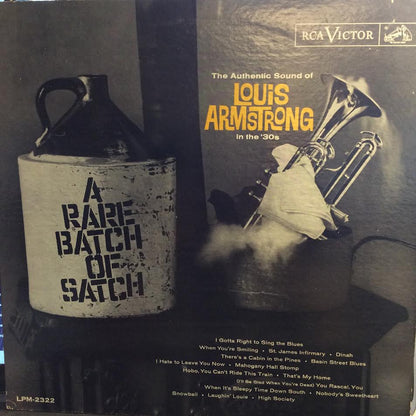 RCA VICTOR
The Authentic Sound of
LOUIS
ARMSTRONG
in the '30s
A
RARE
BATCH
OF
SATCH
I Gotta Right to Sing the Blues
When You're Smiling • St. James Infirmary • Dinah
There's a Cabin in the Pines • Basin Street Blues
I Hate to Leave You Now • Mahogany Hall Stomp
Hobo, You Can't Ride This Train • That's My Home
(I'll Be Glad When You're Dead) You Rascal, You
When It's Sleepy Time Down South • Nobody's Sweetheart
Snowball • Laughin' Louie • High Society
LPM-2322